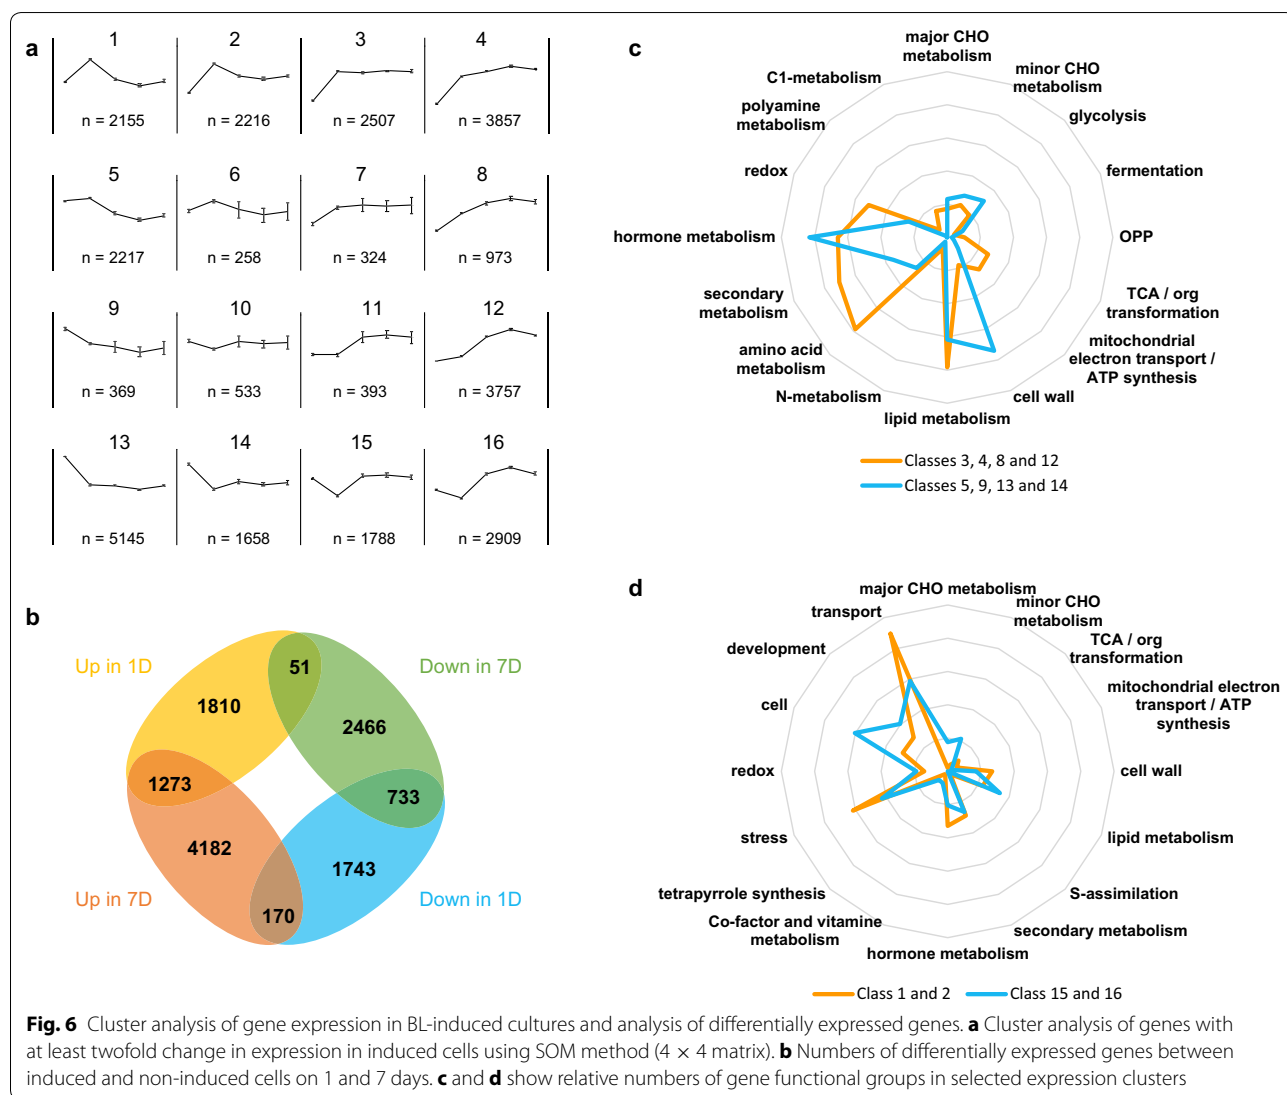 a
1 2 3 4
n = 2155 n = 2216 n = 2507 n = 3857
5 6 7 8
n = 2217 n = 258 n = 324 n = 973
9 10 11 12
n = 369 n = 533 n = 393 n = 3757
13 14 15 16
n = 5145 n = 1658 n = 1788 n = 2909
b
Up in 1D
51
Down in 7D
1810
2466
1273
733
4182
1743
Up in 7D
170
Down in 1D
c
major CHO
metabolism
minor CHO
metabolism
glycolysis
fermentation
OPP
TCA / org
transformation
mitochondrial
electron transport /
ATP synthesis
cell wall
lipid metabolism
N-metabolism
amino acid
metabolism
secondary
metabolism
hormone metabolism
redox
polyamine
metabolism
C1-metabolism
Classes 3, 4, 8 and 12
Classes 5, 9, 13 and 14
d
major CHO metabolism
minor CHO
metabolism
TCA / org
transformation
mitochondrial electron
transport / ATP
synthesis
cell wall
lipid metabolism
S-assimilation
secondary metabolism
hormone metabolism
Co-factor and vitamine
metabolism
tetrapyrrole synthesis
stress
redox
cell
development
transport
Class 1 and 2 Class 15 and 16
Fig. 6 Cluster analysis of gene expression in BL-induced cultures and analysis of differentially expressed genes. a Cluster analysis of genes with
at least twofold change in expression in induced cells using SOM method (4 × 4 matrix). b Numbers of differentially expressed genes between
induced and non-induced cells on 1 and 7 days. c and d show relative numbers of gene functional groups in selected expression clusters